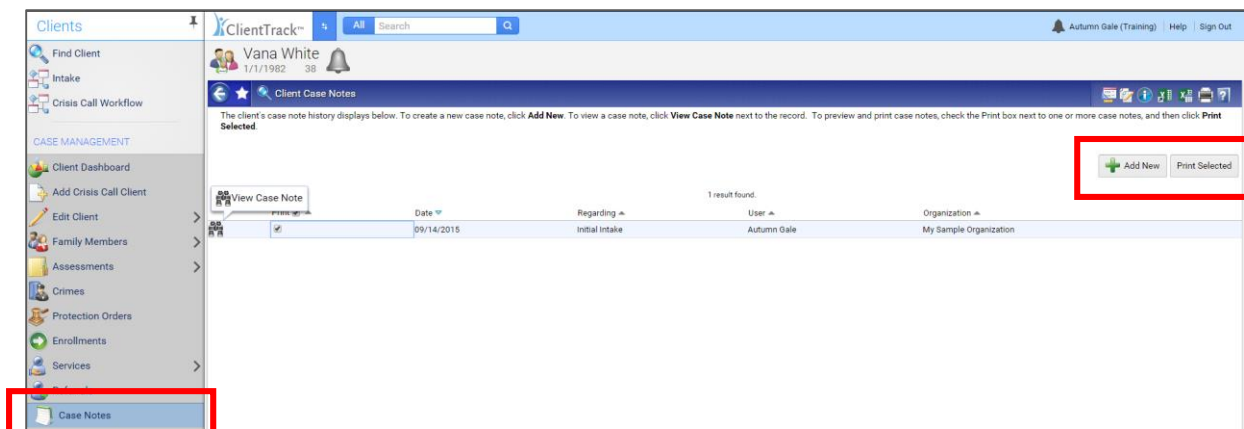 Clients
ClientTrack™
All Search
Autumn Gale (Training) Help Sign Out
Find Client
Intake
Crisis Call Workflow
CASE MANAGEMENT
Client Dashboard
Add Crisis Call Client
Edit Client
Family Members
Assessments
Crimes
Protection Orders
Enrollments
Services
Case Notes
Vana White
1/1/1982 38
Client Case Notes
The client's case note history displays below. To create a new case note, click Add New. To view a case note, click View Case Note next to the record. To preview and print case notes, check the Print box next to one or more case notes, and then click Print
Selected.
Add New Print Selected
1 result found.
View Case Note
Print Date Regarding User Organization
09/14/2015 Initial Intake Autumn Gale My Sample Organization